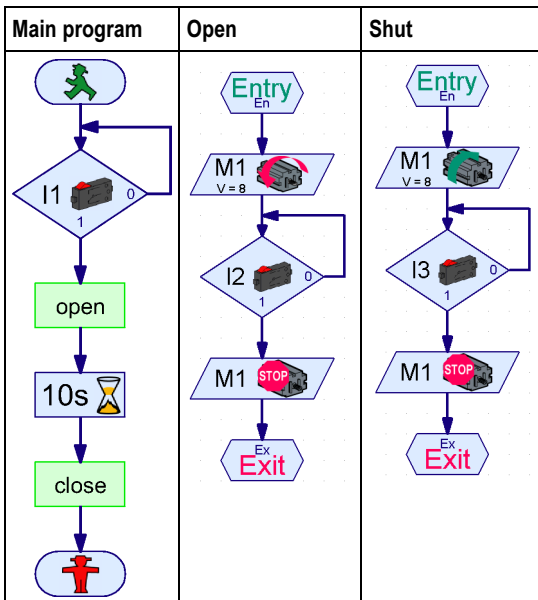 Main program
I1
0
1
open
10s
close
Open
Entry
En
M1
V = 8
I2
0
1
M1
STOP
Ex
Exit
Shut
Entry
En
M1
V = 8
I3
0
1
M1
STOP
Ex
Exit